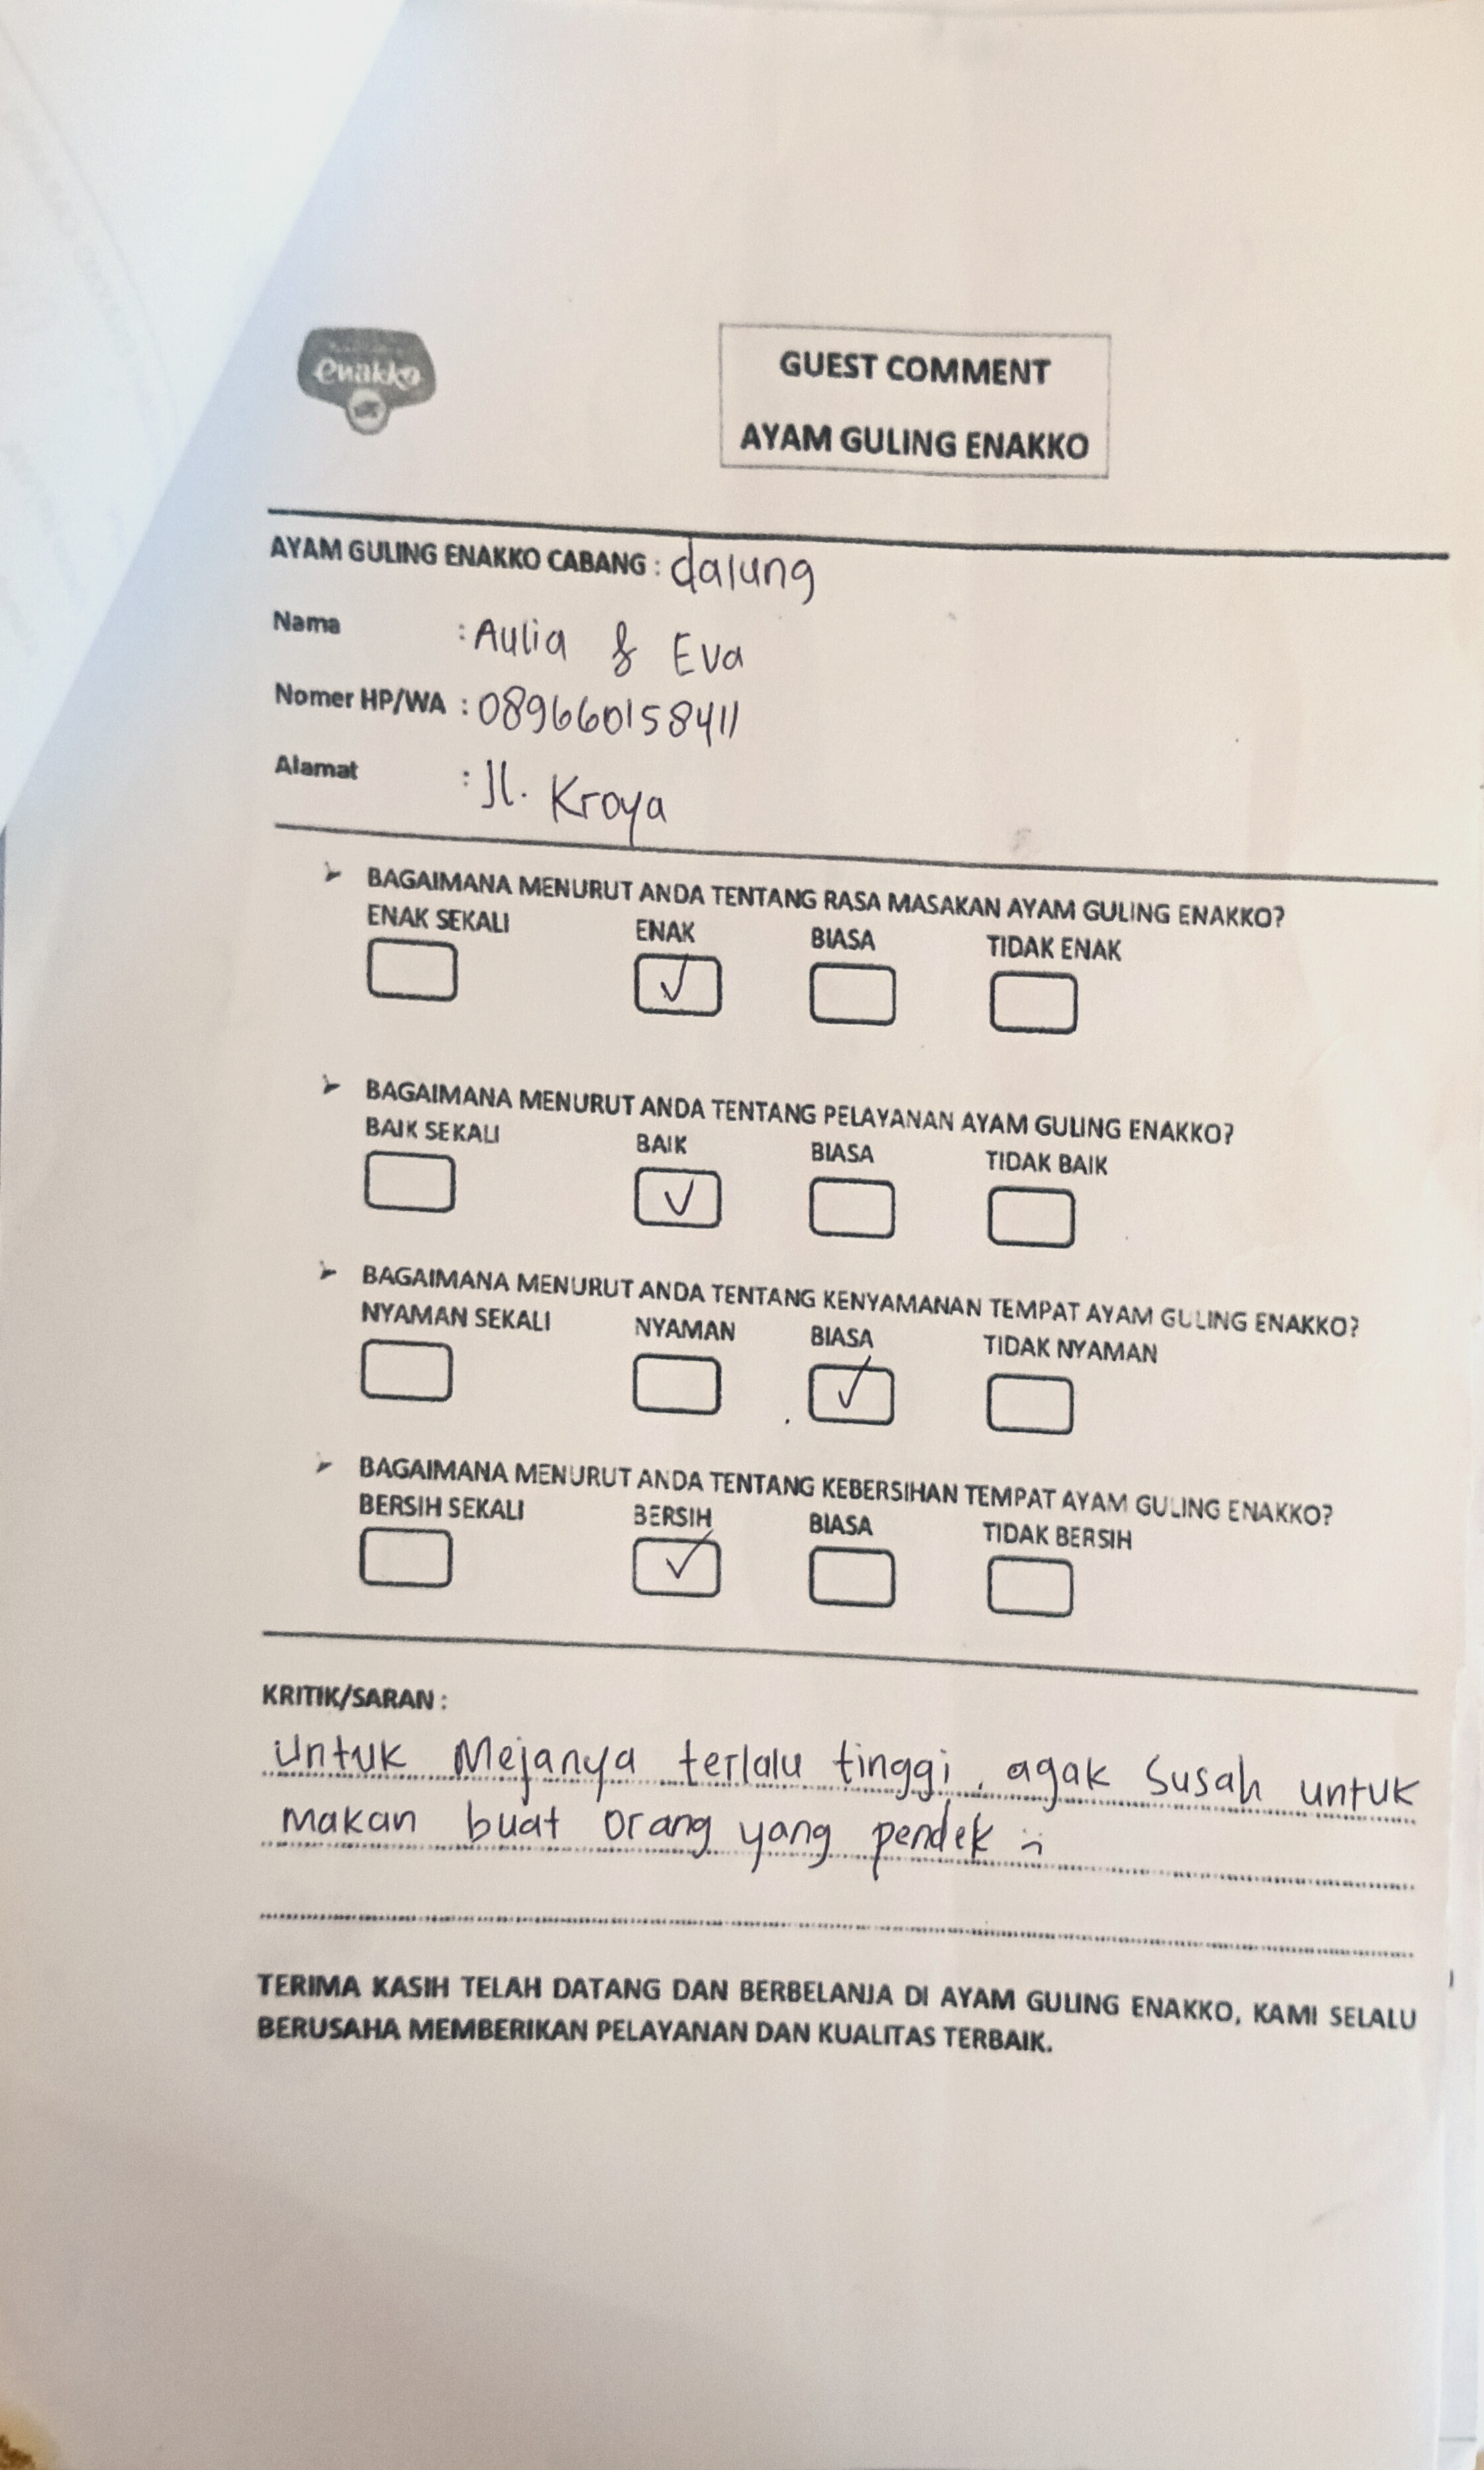 enakko
GUEST COMMENT
AYAM GULING ENAKKO
AYAM GULING ENAKKO CABANG : dalung
Nama : Aulia & Eva
Nomer HP/WA : 089660158411
Alamat : Jl. Kroya
➤ BAGAIMANA MENURUT ANDA TENTANG RASA MASAKAN AYAM GULING ENAKKO?
ENAK SEKALI ENAK BIASA TIDAK ENAK
✓
➤ BAGAIMANA MENURUT ANDA TENTANG PELAYANAN AYAM GULING ENAKKO?
BAIK SEKALI BAIK BIASA TIDAK BAIK
✓
➤ BAGAIMANA MENURUT ANDA TENTANG KENYAMANAN TEMPAT AYAM GULING ENAKKO?
NYAMAN SEKALI NYAMAN BIASA TIDAK NYAMAN
✓
➤ BAGAIMANA MENURUT ANDA TENTANG KEBERSIHAN TEMPAT AYAM GULING ENAKKO?
BERSIH SEKALI BERSIH BIASA TIDAK BERSIH
✓
KRITIK/SARAN :
Untuk Mejanya terlalu tinggi, agak susah untuk
makan buat orang yang pendek :(
TERIMA KASIH TELAH DATANG DAN BERBELANJA DI AYAM GULING ENAKKO, KAMI SELALU
BERUSAHA MEMBERIKAN PELAYANAN DAN KUALITAS TERBAIK.